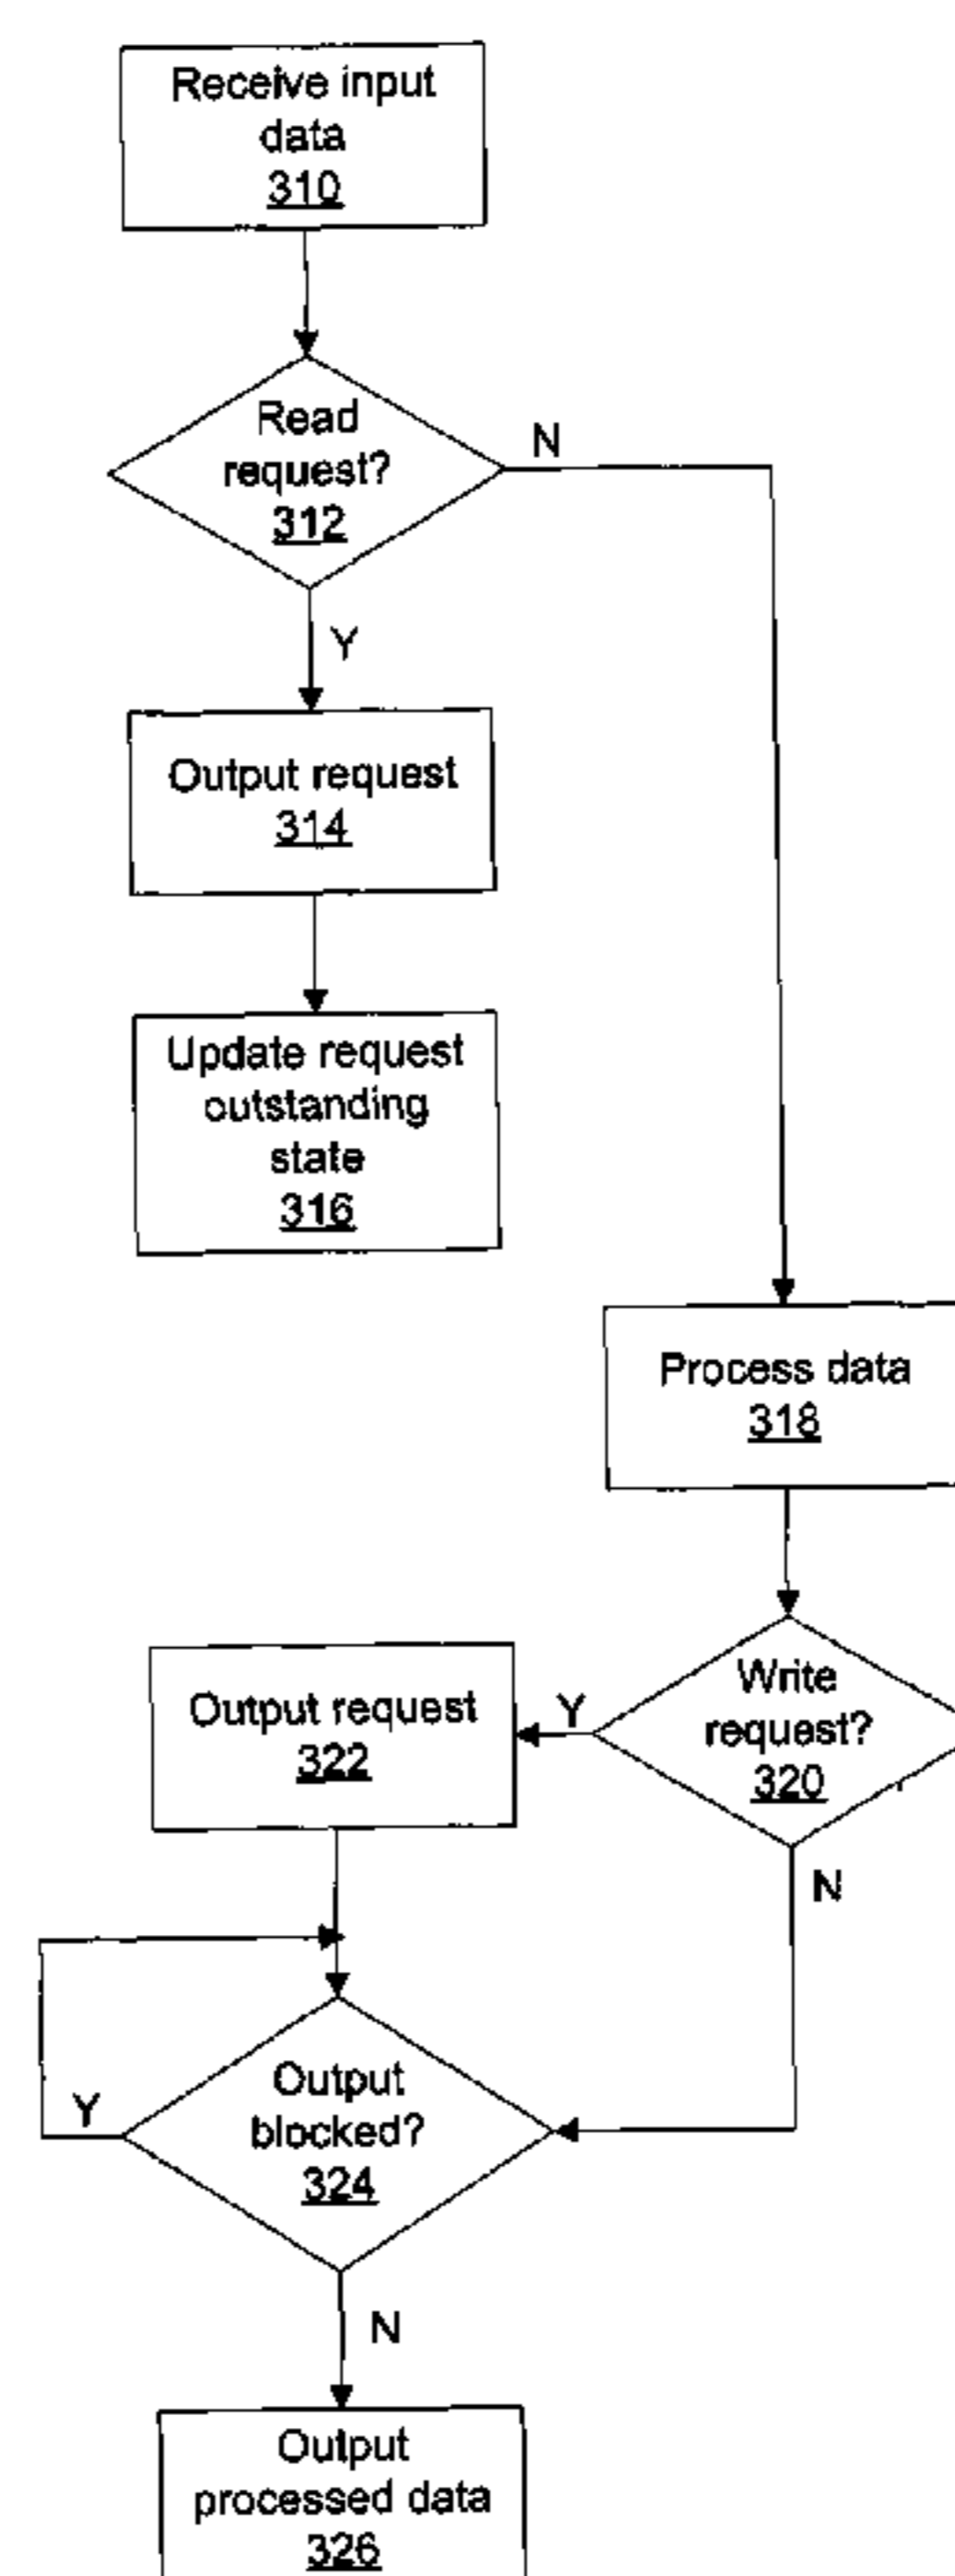 Receive input
data
310
Read
request?
312
N
Y
Output request
314
Update request
outstanding
state
316
Process data
318
Write
request?
320
Y
Output request
322
N
Output
blocked?
324
Y
N
Output
processed data
326